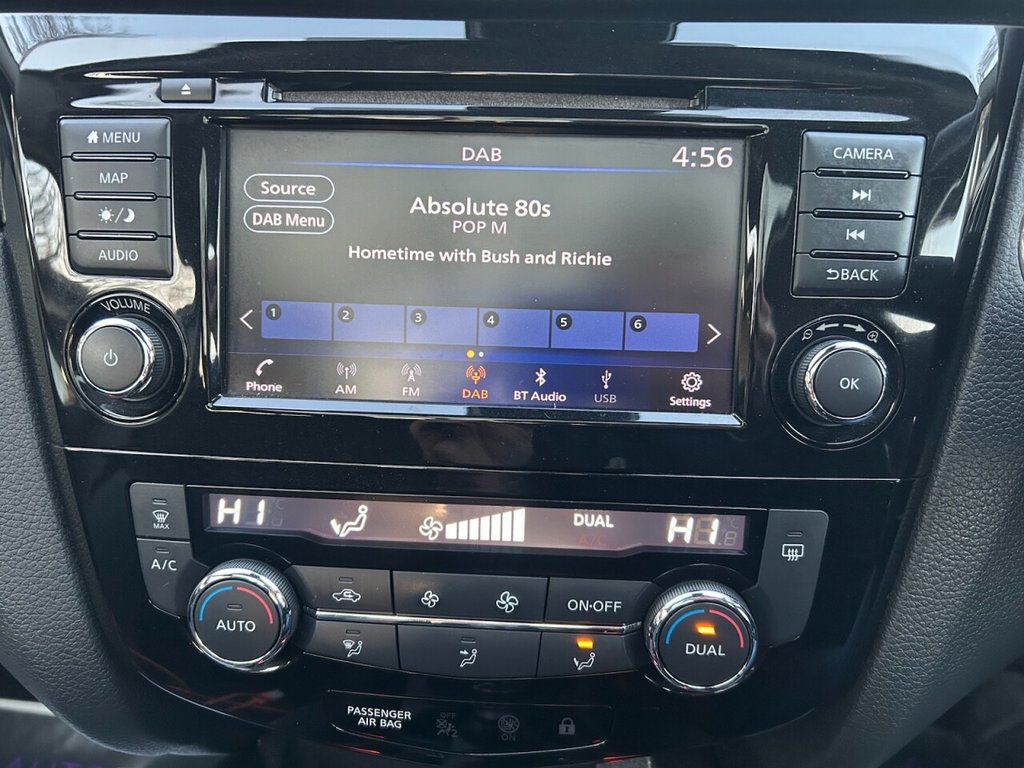 MENU
MAP
AUDIO
VOLUME
DAB
4:56
Source
DAB Menu
Absolute 80s
POP M
Hometime with Bush and Richie
1 2 3 4 5 6
Phone
AM
FM
DAB
BT Audio
USB
Settings
CAMERA
BACK
OK
MAX
A/C
HI
DUAL
A/C
HI
AUTO
ON·OFF
DUAL
PASSENGER
AIR BAG
OFF
2
ON